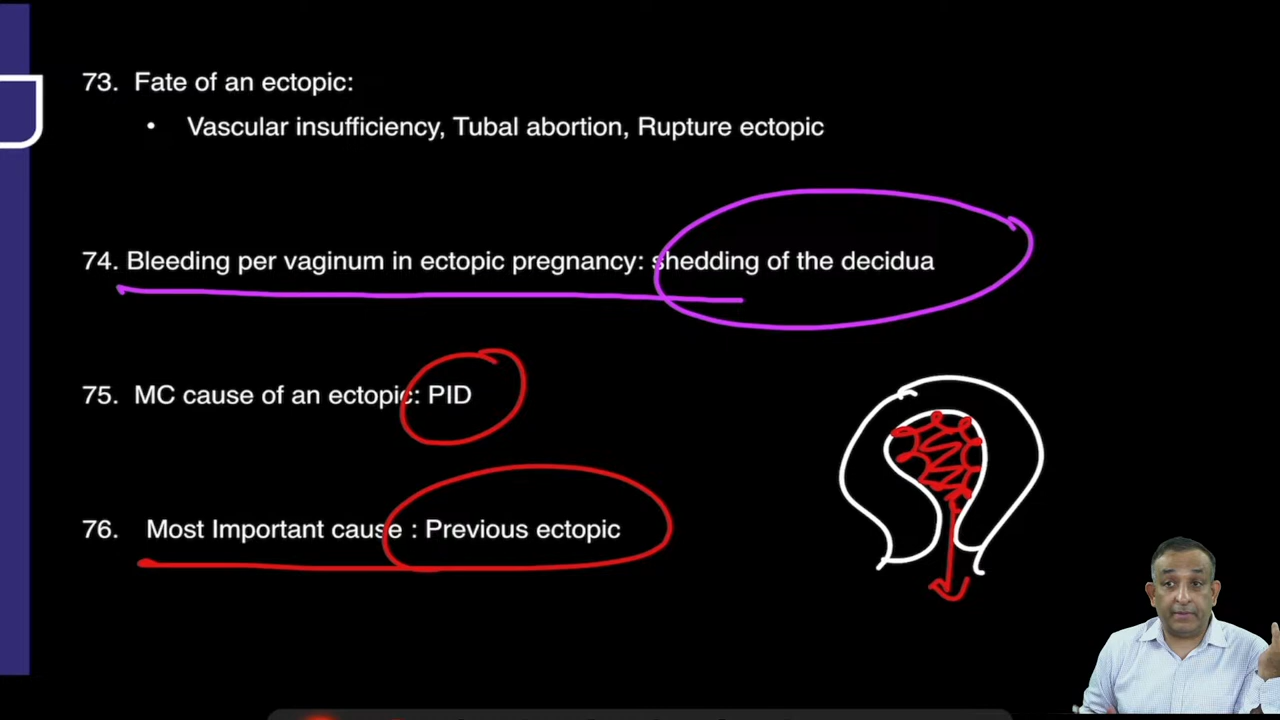 73. Fate of an ectopic:
• Vascular insufficiency, Tubal abortion, Rupture ectopic
74. Bleeding per vaginum in ectopic pregnancy: shedding of the decidua
75. MC cause of an ectopic: PID
76. Most Important cause : Previous ectopic